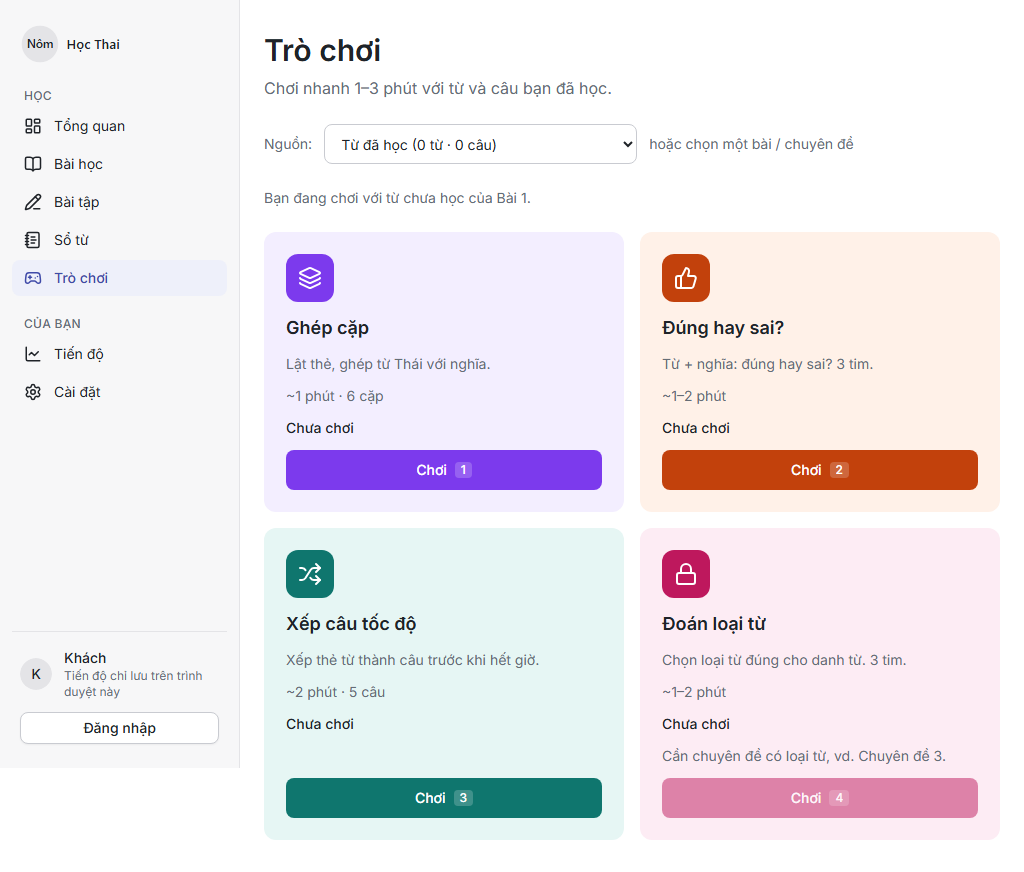 Nôm
Học Thai
HỌC
Tổng quan
Bài học
Bài tập
Sổ từ
Trò chơi
CỦA BẠN
Tiến độ
Cài đặt
K
Khách
Tiến độ chỉ lưu trên trình
duyệt này
Đăng nhập
Trò chơi
Chơi nhanh 1–3 phút với từ và câu bạn đã học.
Nguồn:
Từ đã học (0 từ · 0 câu)
hoặc chọn một bài / chuyên đề
Bạn đang chơi với từ chưa học của Bài 1.
Ghép cặp
Lật thẻ, ghép từ Thái với nghĩa.
~1 phút · 6 cặp
Chưa chơi
Chơi 1
Đúng hay sai?
Từ + nghĩa: đúng hay sai? 3 tim.
~1–2 phút
Chưa chơi
Chơi 2
Xếp câu tốc độ
Xếp thẻ từ thành câu trước khi hết giờ.
~2 phút · 5 câu
Chưa chơi
Chơi 3
Đoán loại từ
Chọn loại từ đúng cho danh từ. 3 tim.
~1–2 phút
Chưa chơi
Cần chuyên đề có loại từ, vd. Chuyên đề 3.
Chơi 4